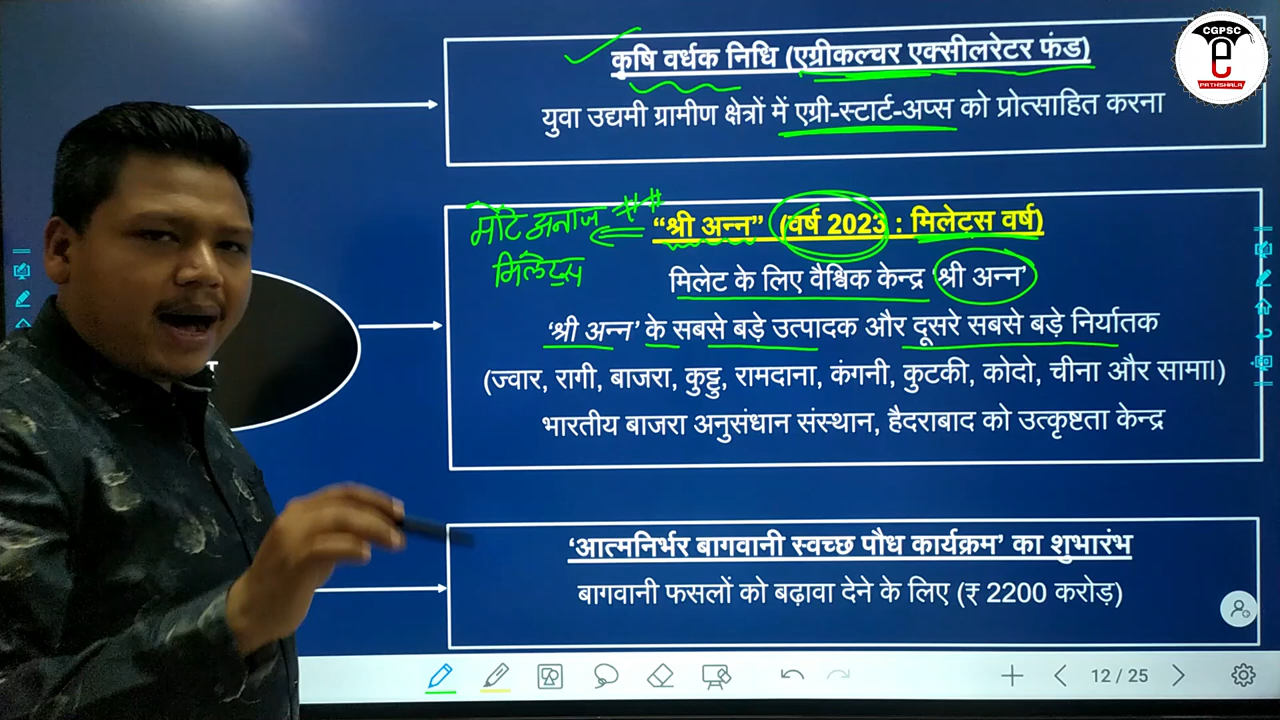 CGPSC
e
PATHSHALA
कृषि वर्धक निधि (एग्रीकल्चर एक्सीलरेटर फंड)
युवा उद्यमी ग्रामीण क्षेत्रों में एग्री-स्टार्ट-अप्स को प्रोत्साहित करना
मोटे अनाज
मिलेट्स
“श्री अन्न” (वर्ष 2023 : मिलेट्स वर्ष)
मिलेट के लिए वैश्विक केन्द्र ‘श्री अन्न’
‘श्री अन्न’ के सबसे बड़े उत्पादक और दूसरे सबसे बड़े निर्यातक
(ज्वार, रागी, बाजरा, कुट्टु, रामदाना, कंगनी, कुटकी, कोदो, चीना और सामा।)
भारतीय बाजरा अनुसंधान संस्थान, हैदराबाद को उत्कृष्टता केन्द्र
‘आत्मनिर्भर बागवानी स्वच्छ पौध कार्यक्रम’ का शुभारंभ
बागवानी फसलों को बढ़ावा देने के लिए (₹ 2200 करोड़)
12 / 25